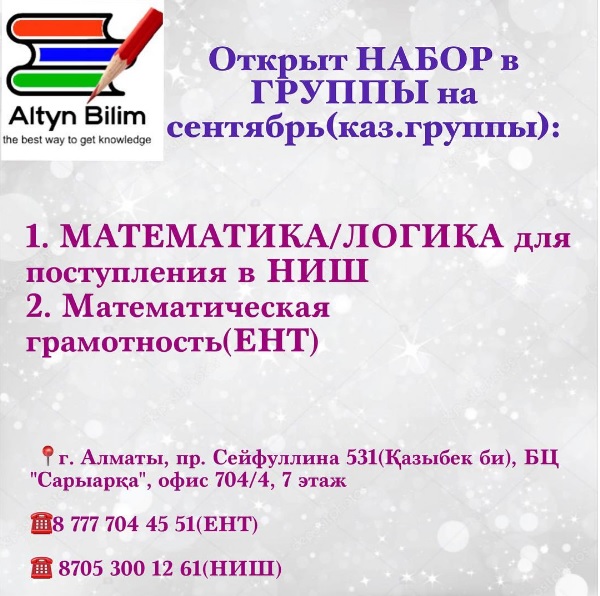 Altyn Bilim
the best way to get knowledge
Открыт НАБОР в
ГРУППЫ на
сентябрь(каз.группы):
1. МАТЕМАТИКА/ЛОГИКА для
поступления в НИШ
2. Математическая
грамотность(ЕНТ)
г. Алматы, пр. Сейфуллина 531(Қазыбек би), БЦ
"Сарыарқа", офис 704/4, 7 этаж
8 777 704 45 51(ЕНТ)
8705 300 12 61(НИШ)